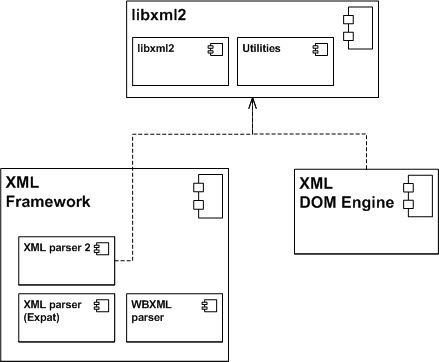 libxml2
libxml2
Utilities
XML
Framework
XML
DOM Engine
XML parser 2
XML parser
(Expat)
WBXML
parser